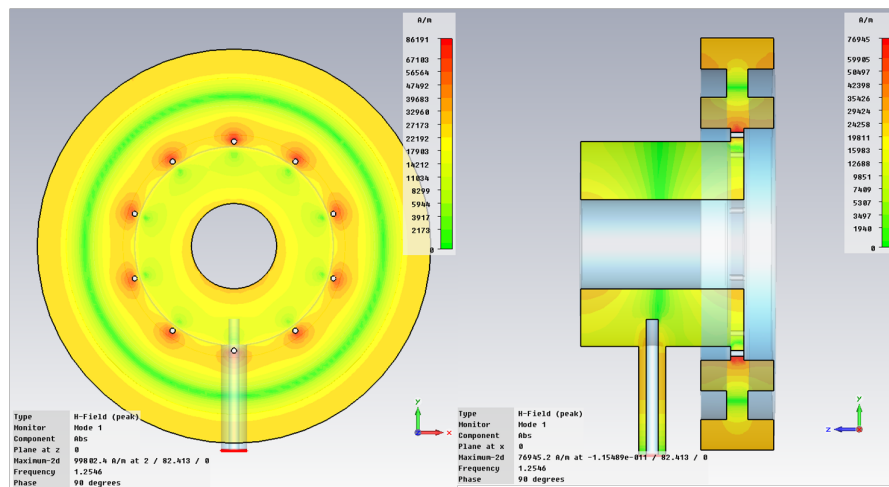 A/m
86191
67103
56564
47492
39683
32960
27173
22192
17903
14212
11034
8299
5944
3917
2173
0
Type H-Field (peak)
Monitor Mode 1
Component Abs
Plane at z 0
Maximum-2d 99802.4 A/m at 2 / 82.413 / 0
Frequency 1.2546
Phase 90 degrees
y
x
A/m
76945
59905
50497
42398
35426
29424
24258
19811
15983
12688
9851
7409
5307
3497
1940
0
Type H-Field (peak)
Monitor Mode 1
Component Abs
Plane at x 0
Maximum-2d 76945.2 A/m at -1.15489e-011 / 82.413 / 0
Frequency 1.2546
Phase 90 degrees
y
z